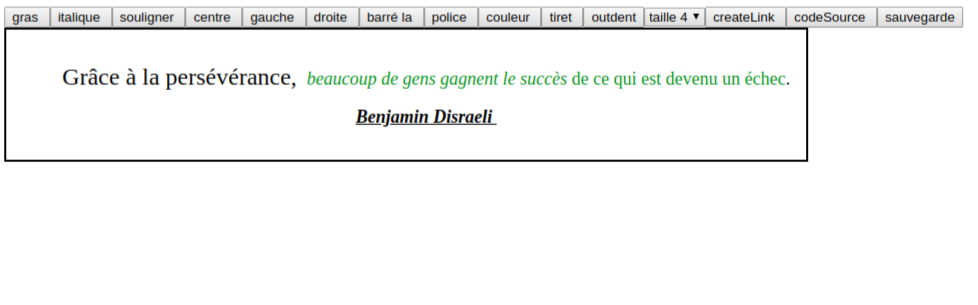 gras italique souligner centre gauche droite barré la police couleur tiret outdent taille 4 createLink codeSource sauvegarde
Grâce à la persévérance, beaucoup de gens gagnent le succès de ce qui est devenu un échec.
Benjamin Disraeli